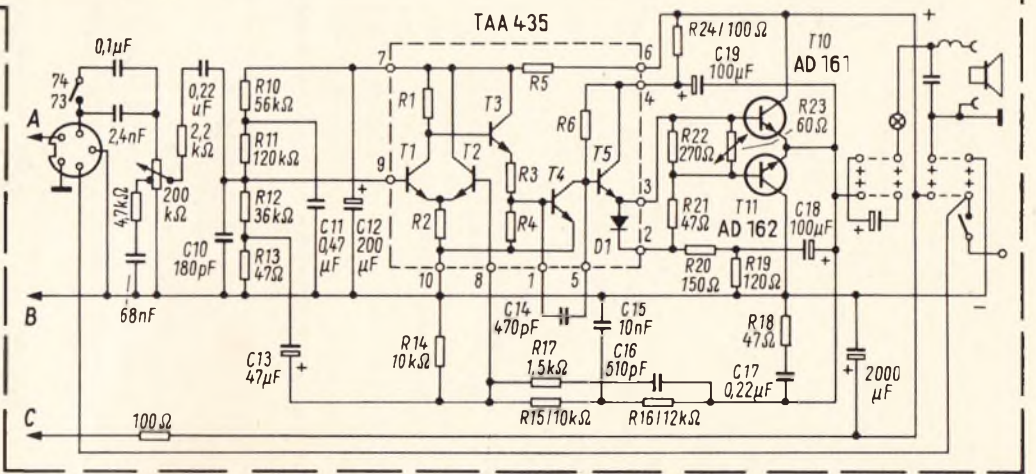 TAA 435
0,1µF
74
73
A
2,4nF
4,7kΩ
200
kΩ
68nF
0,22
µF
2,2
kΩ
C10
180pF
R10
56kΩ
R11
120kΩ
R12
36kΩ
R13
47Ω
C11
0,47
µF
C12
200
µF
C13
47µF
7
9
10
8
1
5
6
4
3
2
R1
T1
T2
R2
T3
R3
R4
T4
R5
R6
T5
D1
R24/100Ω
C19
100µF
T10
AD 161
R23
60Ω
R22
270Ω
R21
47Ω
T11
AD 162
C18
100µF
R20
150Ω
R19
120Ω
B
R14
10kΩ
C14
470pF
C15
10nF
R17
1,5kΩ
C16
510pF
R15/10kΩ
R16/12kΩ
R18
47Ω
C17
0,22µF
2000
µF
C
100Ω
+
−